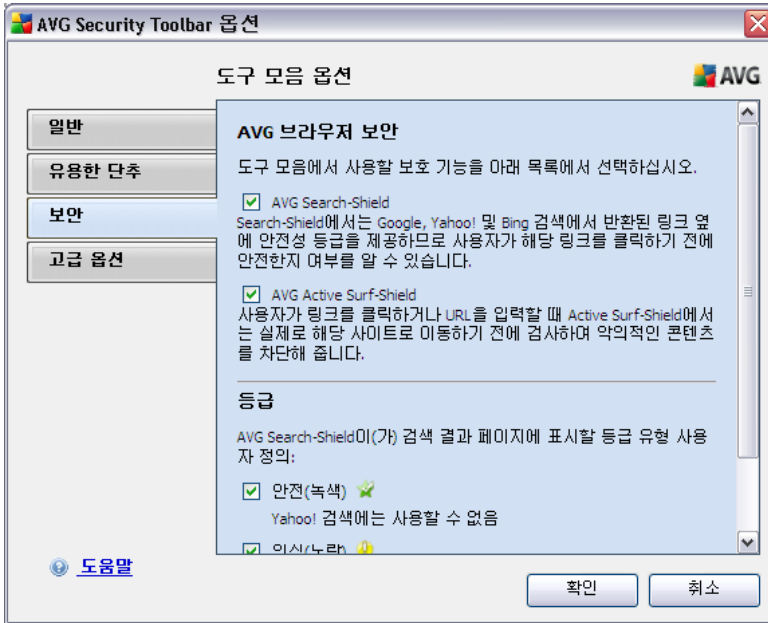 AVG Security Toolbar 옵션
도구 모음 옵션
AVG
일반
유용한 단추
보안
고급 옵션
AVG 브라우저 보안
도구 모음에서 사용할 보호 기능을 아래 목록에서 선택하십시오.
AVG Search-Shield
Search-Shield에서는 Google, Yahoo! 및 Bing 검색에서 반환된 링크 옆
에 안전성 등급을 제공하므로 사용자가 해당 링크를 클릭하기 전에
안전한지 여부를 알 수 있습니다.
AVG Active Surf-Shield
사용자가 링크를 클릭하거나 URL을 입력할 때 Active Surf-Shield에서
는 실제로 해당 사이트로 이동하기 전에 검사하여 악의적인 콘텐츠
를 차단해 줍니다.
등급
AVG Search-Shield이(가) 검색 결과 페이지에 표시할 등급 유형 사용
자 정의:
안전(녹색)
Yahoo! 검색에는 사용할 수 없음
도움말
확인
취소